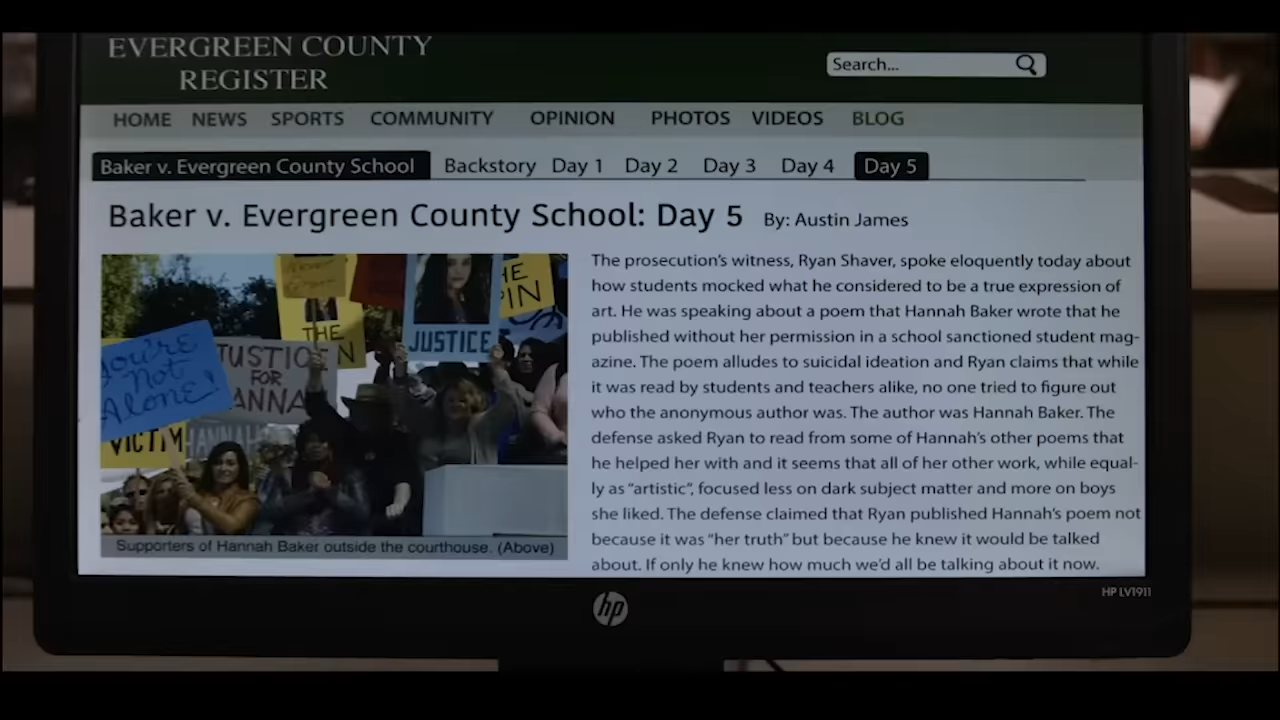 EVERGREEN COUNTY
REGISTER
Search...
HOME NEWS SPORTS COMMUNITY OPINION PHOTOS VIDEOS BLOG
Baker v. Evergreen County School Backstory Day 1 Day 2 Day 3 Day 4 Day 5
Baker v. Evergreen County School: Day 5 By: Austin James
THE
JUSTICE
You're
Not
Alone!
JUSTICE
FOR
HANNAH
VICTIM
HANNAH
Supporters of Hannah Baker outside the courthouse. (Above)
The prosecution's witness, Ryan Shaver, spoke eloquently today about
how students mocked what he considered to be a true expression of
art. He was speaking about a poem that Hannah Baker wrote that he
published without her permission in a school sanctioned student mag-
azine. The poem alludes to suicidal ideation and Ryan claims that while
it was read by students and teachers alike, no one tried to figure out
who the anonymous author was. The author was Hannah Baker. The
defense asked Ryan to read from some of Hannah's other poems that
he helped her with and it seems that all of her other work, while equal-
ly as "artistic", focused less on dark subject matter and more on boys
she liked. The defense claimed that Ryan published Hannah's poem not
because it was "her truth" but because he knew it would be talked
about. If only he knew how much we'd all be talking about it now.
hp
HP LV1911